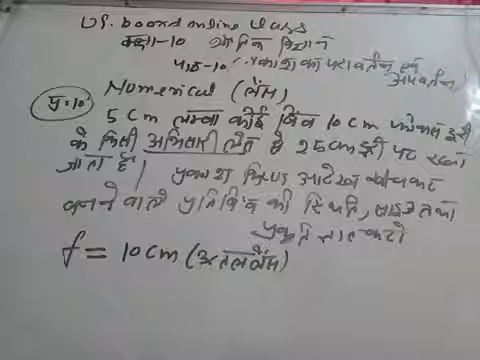 U.P. board online class
कक्षा-10 भौतिक विज्ञान
पाठ-10 (प्रकाश का परावर्तन एवं
अपवर्तन)
Numerical (लेंस)
प्र.10 5 cm लम्बा कोई बिंब 10 cm फोकस दूरी
के किसी अभिसारी लेंस से 25 cm दूरी पर रखा
जाता है। प्रकाश किरण आरेख खींचकर
बनने वाले प्रतिबिंब की स्थिति, साइज तथा
प्रकृति ज्ञात करो
f = 10 cm (उत्तल लेंस)